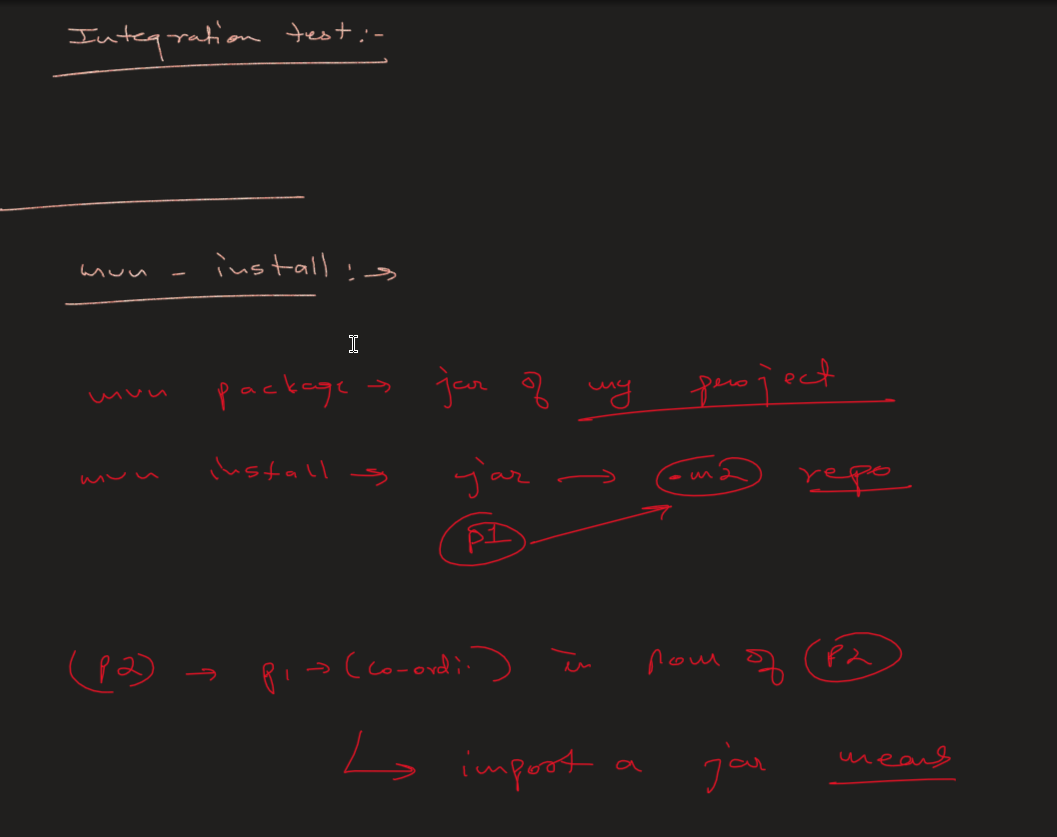 Integration test:-
mvn - install :→
mvn package → jar of my project
mvn install → jar → .m2 repo
P1
(P2) → P1 → (co-ordi..) in Pom of P2
↳ import a jar means